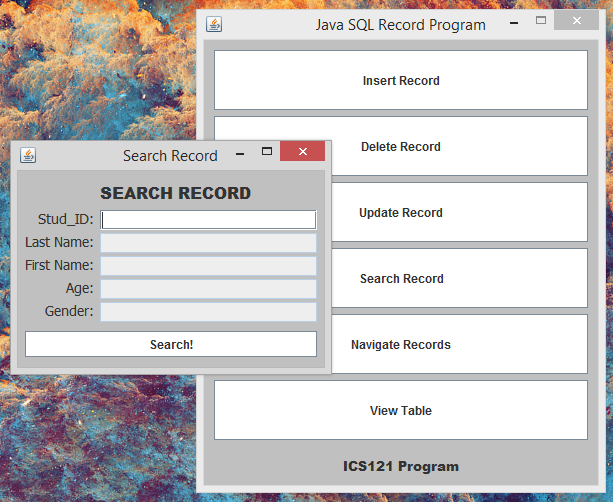 Java SQL Record Program
Insert Record
Delete Record
Update Record
Search Record
Navigate Records
View Table
ICS121 Program
Search Record
SEARCH RECORD
Stud_ID:
Last Name:
First Name:
Age:
Gender:
Search!